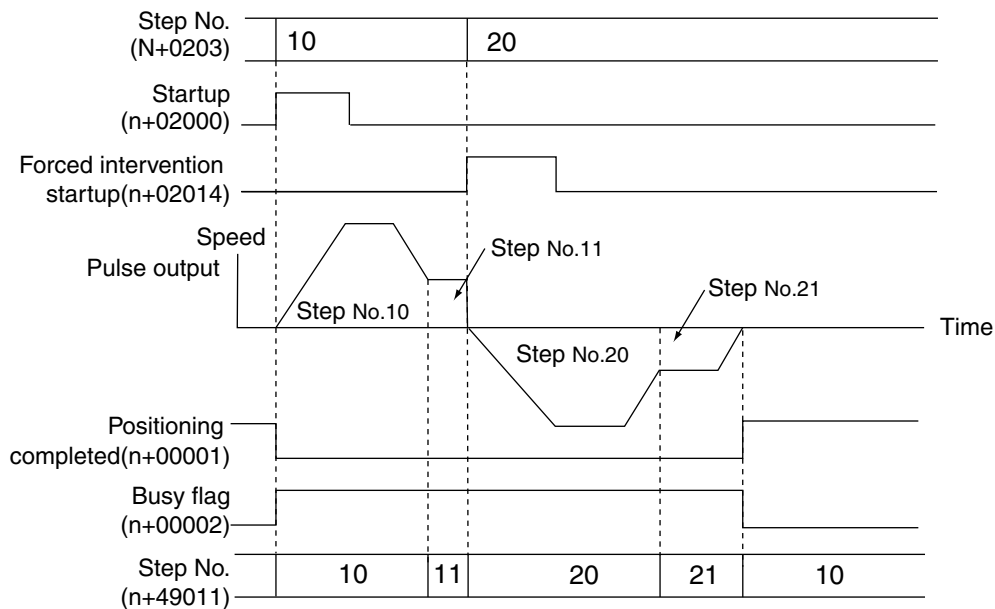 Step No.
(N+0203)
10
20
Startup
(n+02000)
Forced intervention
startup(n+02014)
Speed
Pulse output
Step No.11
Step No.21
Step No.10
Time
Step No.20
Positioning
completed(n+00001)
Busy flag
(n+00002)
Step No.
(n+49011)
10
11
20
21
10